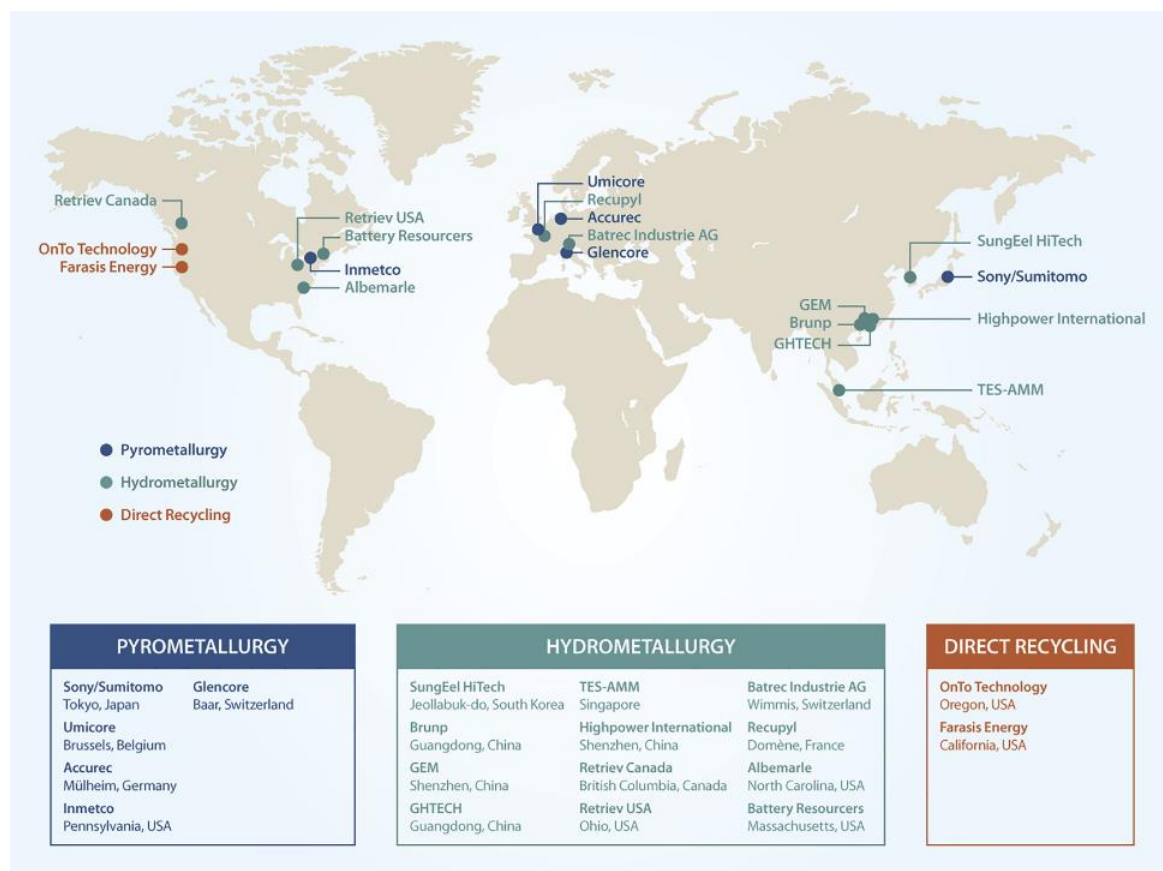 Retriev Canada
OnTo Technology
Farasis Energy
Retriev USA
Battery Resourcers
Inmetco
Albemarle
Umicore
Recupyl
Accurec
Batrec Industrie AG
Glencore
SungEel HiTech
Sony/Sumitomo
GEM
Brunp
GHTECH
Highpower International
TES-AMM
Pyrometallurgy
Hydrometallurgy
Direct Recycling
PYROMETALLURGY
Sony/Sumitomo
Tokyo, Japan
Umicore
Brussels, Belgium
Accurec
Mülheim, Germany
Inmetco
Pennsylvania, USA
Glencore
Baar, Switzerland
HYDROMETALLURGY
SungEel HiTech
Jeollabuk-do, South Korea
Brunp
Guangdong, China
GEM
Shenzhen, China
GHTECH
Guangdong, China
TES-AMM
Singapore
Highpower International
Shenzhen, China
Retriev Canada
British Columbia, Canada
Retriev USA
Ohio, USA
Batrec Industrie AG
Wimmis, Switzerland
Recupyl
Domène, France
Albemarle
North Carolina, USA
Battery Resourcers
Massachusetts, USA
DIRECT RECYCLING
OnTo Technology
Oregon, USA
Farasis Energy
California, USA